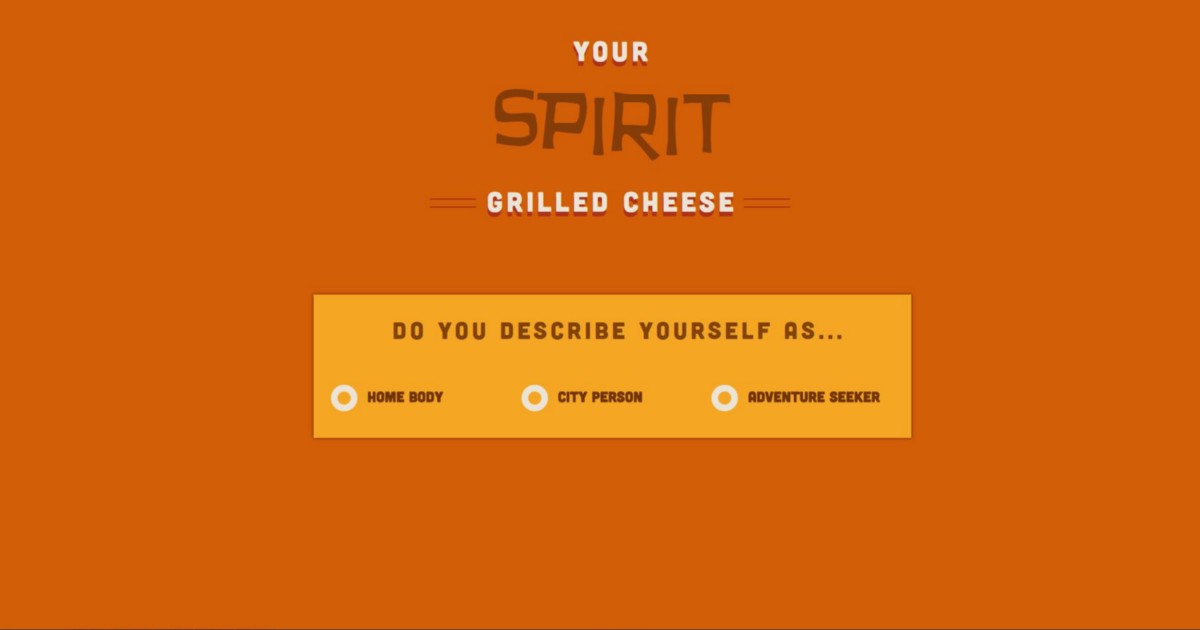 YOUR
SPIRIT
GRILLED CHEESE
DO YOU DESCRIBE YOURSELF AS...
HOME BODY
CITY PERSON
ADVENTURE SEEKER